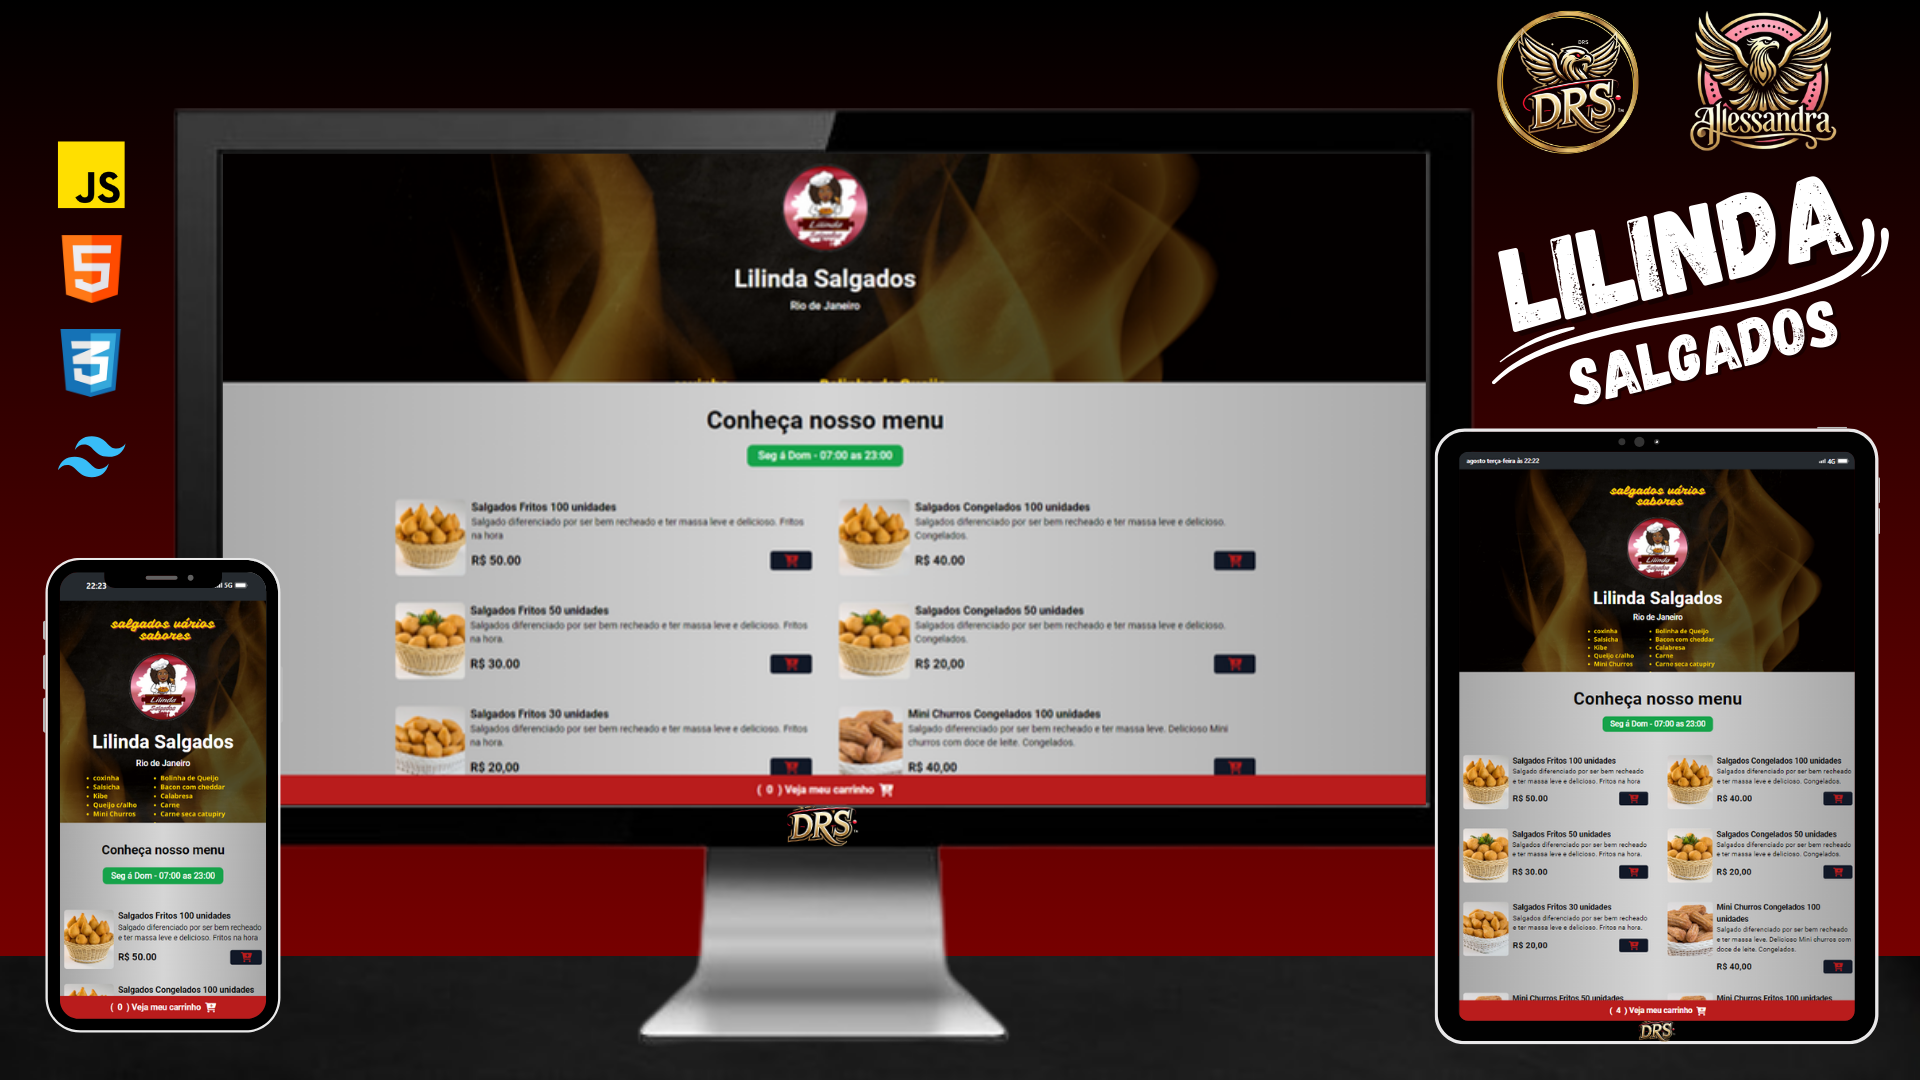 JS
5
3
DRS
DRS
Allessandra
LILINDA
SALGADOS
Lilinda
Salgados
Lilinda Salgados
Rio de Janeiro
Conheça nosso menu
Seg á Dom - 07:00 as 23:00
Salgados Fritos 100 unidades
Salgado diferenciado por ser bem recheado e ter massa leve e delicioso. Fritos
na hora
R$ 50.00
Salgados Congelados 100 unidades
Salgados diferenciado por ser bem recheado e ter massa leve e delicioso.
Congelados.
R$ 40.00
Salgados Fritos 50 unidades
Salgados diferenciado por ser bem recheado e ter massa leve e delicioso. Fritos
na hora.
R$ 30.00
Salgados Congelados 50 unidades
Salgados diferenciado por ser bem recheado e ter massa leve e delicioso.
Congelados.
R$ 20,00
Salgados Fritos 30 unidades
Salgados diferenciado por ser bem recheado e ter massa leve e delicioso. Fritos
na hora.
R$ 20,00
Mini Churros Congelados 100 unidades
Salgado diferenciado por ser bem recheado e ter massa leve. Delicioso Mini
churros com doce de leite. Congelados.
R$ 40,00
( 0 ) Veja meu carrinho
DRS
22:23
5G
salgados vários
sabores
Lilinda
Salgados
Lilinda Salgados
Rio de Janeiro
• coxinha
• Salsicha
• Kibe
• Queijo c/alho
• Mini Churros
• Bolinha de Queijo
• Bacon com cheddar
• Calabresa
• Carne
• Carne seca catupiry
Conheça nosso menu
Seg á Dom - 07:00 as 23:00
Salgados Fritos 100 unidades
Salgado diferenciado por ser bem recheado
e ter massa leve e delicioso. Fritos na hora
R$ 50.00
Salgados Congelados 100 unidades
( 0 ) Veja meu carrinho
agosto terça-feira às 22:22
4G
salgados vários
sabores
Lilinda
Salgados
Lilinda Salgados
Rio de Janeiro
• coxinha
• Salsicha
• Kibe
• Queijo c/alho
• Mini Churros
• Bolinha de Queijo
• Bacon com cheddar
• Calabresa
• Carne
• Carne seca catupiry
Conheça nosso menu
Seg á Dom - 07:00 as 23:00
Salgados Fritos 100 unidades
Salgado diferenciado por ser bem recheado
e ter massa leve e delicioso. Fritos na hora
R$ 50.00
Salgados Congelados 100 unidades
Salgados diferenciado por ser bem recheado
e ter massa leve e delicioso. Congelados.
R$ 40.00
Salgados Fritos 50 unidades
Salgados diferenciado por ser bem recheado
e ter massa leve e delicioso. Fritos na hora.
R$ 30.00
Salgados Congelados 50 unidades
Salgados diferenciado por ser bem recheado
e ter massa leve e delicioso. Congelados.
R$ 20,00
Salgados Fritos 30 unidades
Salgados diferenciado por ser bem recheado
e ter massa leve e delicioso. Fritos na hora.
R$ 20,00
Mini Churros Congelados 100
unidades
Salgado diferenciado por ser bem recheado
e ter massa leve. Delicioso Mini churros com
doce de leite. Congelados.
R$ 40,00
Mini Churros Fritos 50 unidades
Mini Churros Fritos 100 unidades
( 4 ) Veja meu carrinho
DRS